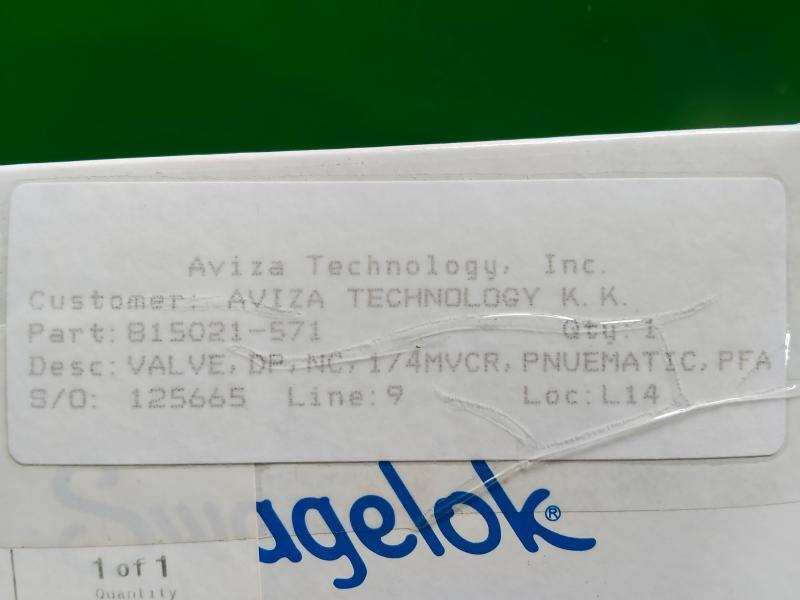 Aviza Technology, Inc.
Customer: AVIZA TECHNOLOGY K.K.
Part: 815021-571 Qty: 1
Desc: VALVE, DP, NC, 1/4MVCR, PNUEMATIC, PFA
S/O: 125665 Line: 9 Loc: L14
Swagelok®
1 of 1
Quantity